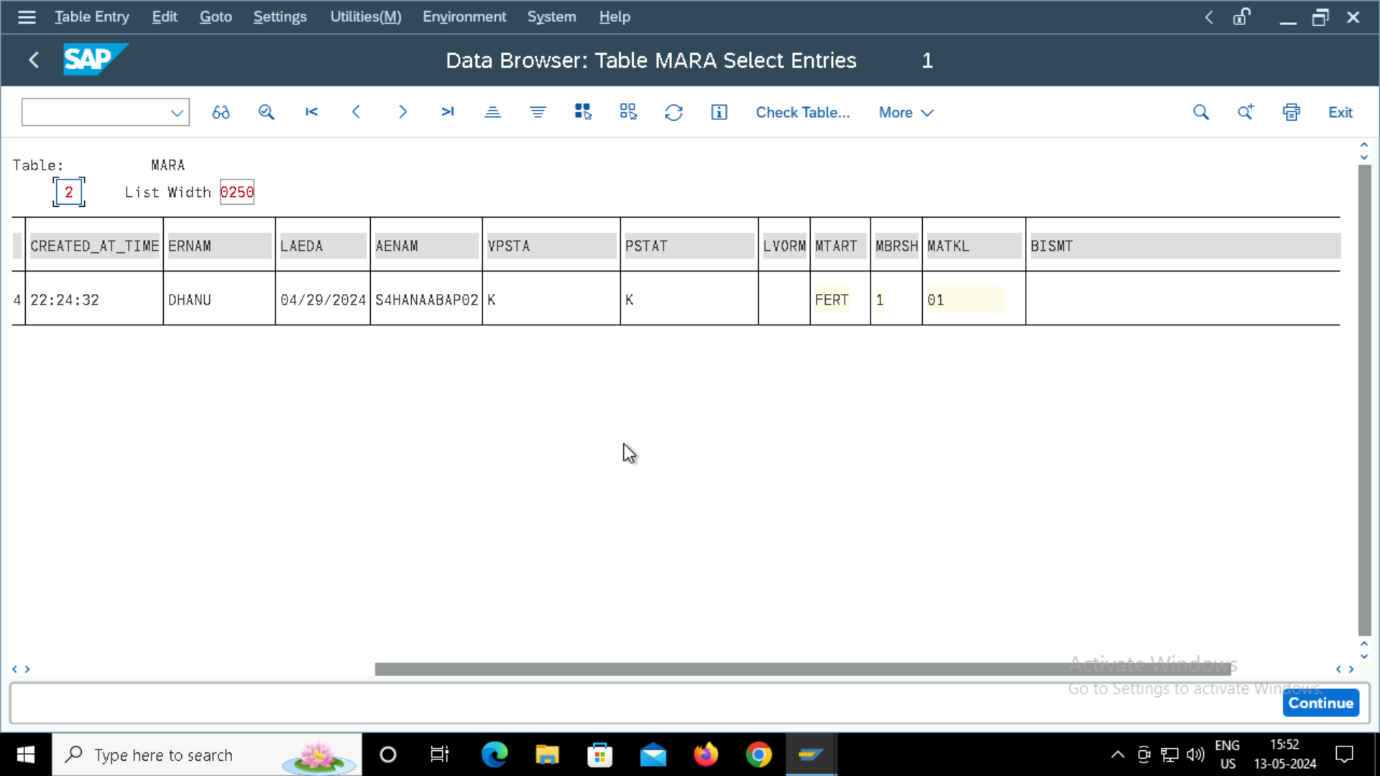 Table Entry Edit Goto Settings Utilities(M) Environment System Help
SAP Data Browser: Table MARA Select Entries 1
Check Table... More Exit
Table: MARA
2 List Width 0250
CREATED_AT_TIME ERNAM LAEDA AENAM VPSTA PSTAT LVORM MTART MBRSH MATKL BISMT
4 22:24:32 DHANU 04/29/2024 S4HANAABAP02 K K FERT 1 01
Activate Windows
Go to Settings to activate Windows.
Continue
Type here to search
ENG 15:52
US 13-05-2024